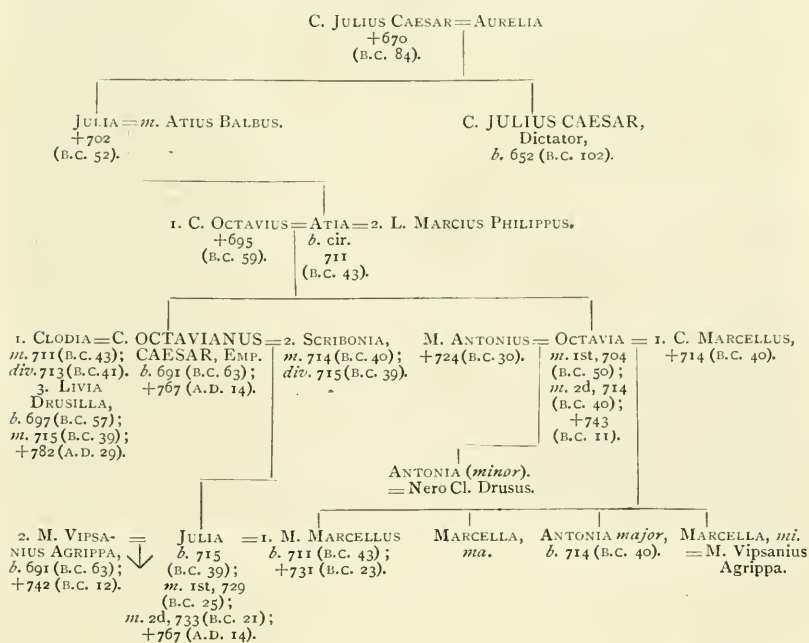 C. JULIUS CAESAR=AURELIA
+670
(B.C. 84).
JULIA=m. ATIUS BALBUS.
+702
(B.C. 52).
C. JULIUS CAESAR,
Dictator,
b. 652 (B.C. 102).
1. C. OCTAVIUS=ATIA=2. L. MARCIUS PHILIPPUS.
+695
(B.C. 59).
b. cir.
711
(B.C. 43).
1. CLODIA=C. OCTAVIANUS=2. SCRIBONIA,
m. 711 (B.C. 43);
div. 713 (B.C. 41).
3. LIVIA
DRUSILLA,
b. 697 (B.C. 57);
m. 715 (B.C. 39);
+782 (A.D. 29).
CAESAR, EMP.
b. 691 (B.C. 63);
+767 (A.D. 14).
m. 714 (B.C. 40);
div. 715 (B.C. 39).
M. ANTONIUS=OCTAVIA=1. C. MARCELLUS,
+724 (B.C. 30).
m. 1st, 704
(B.C. 50);
m. 2d, 714
(B.C. 40);
+743
(B.C. 11).
+714 (B.C. 40).
ANTONIA (minor).
=Nero Cl. Drusus.
2. M. VIPSA-
NIUS AGRIPPA,
b. 691 (B.C. 63);
+742 (B.C. 12).
=
JULIA
b. 715
(B.C. 39);
m. 1st, 729
(B.C. 25);
m. 2d, 733 (B.C. 21);
+767 (A.D. 14).
=1. M. MARCELLUS
b. 711 (B.C. 43);
+731 (B.C. 23).
MARCELLA,
ma.
ANTONIA major,
b. 714 (B.C. 40).
MARCELLA, mi.
=M. Vipsanius
Agrippa.